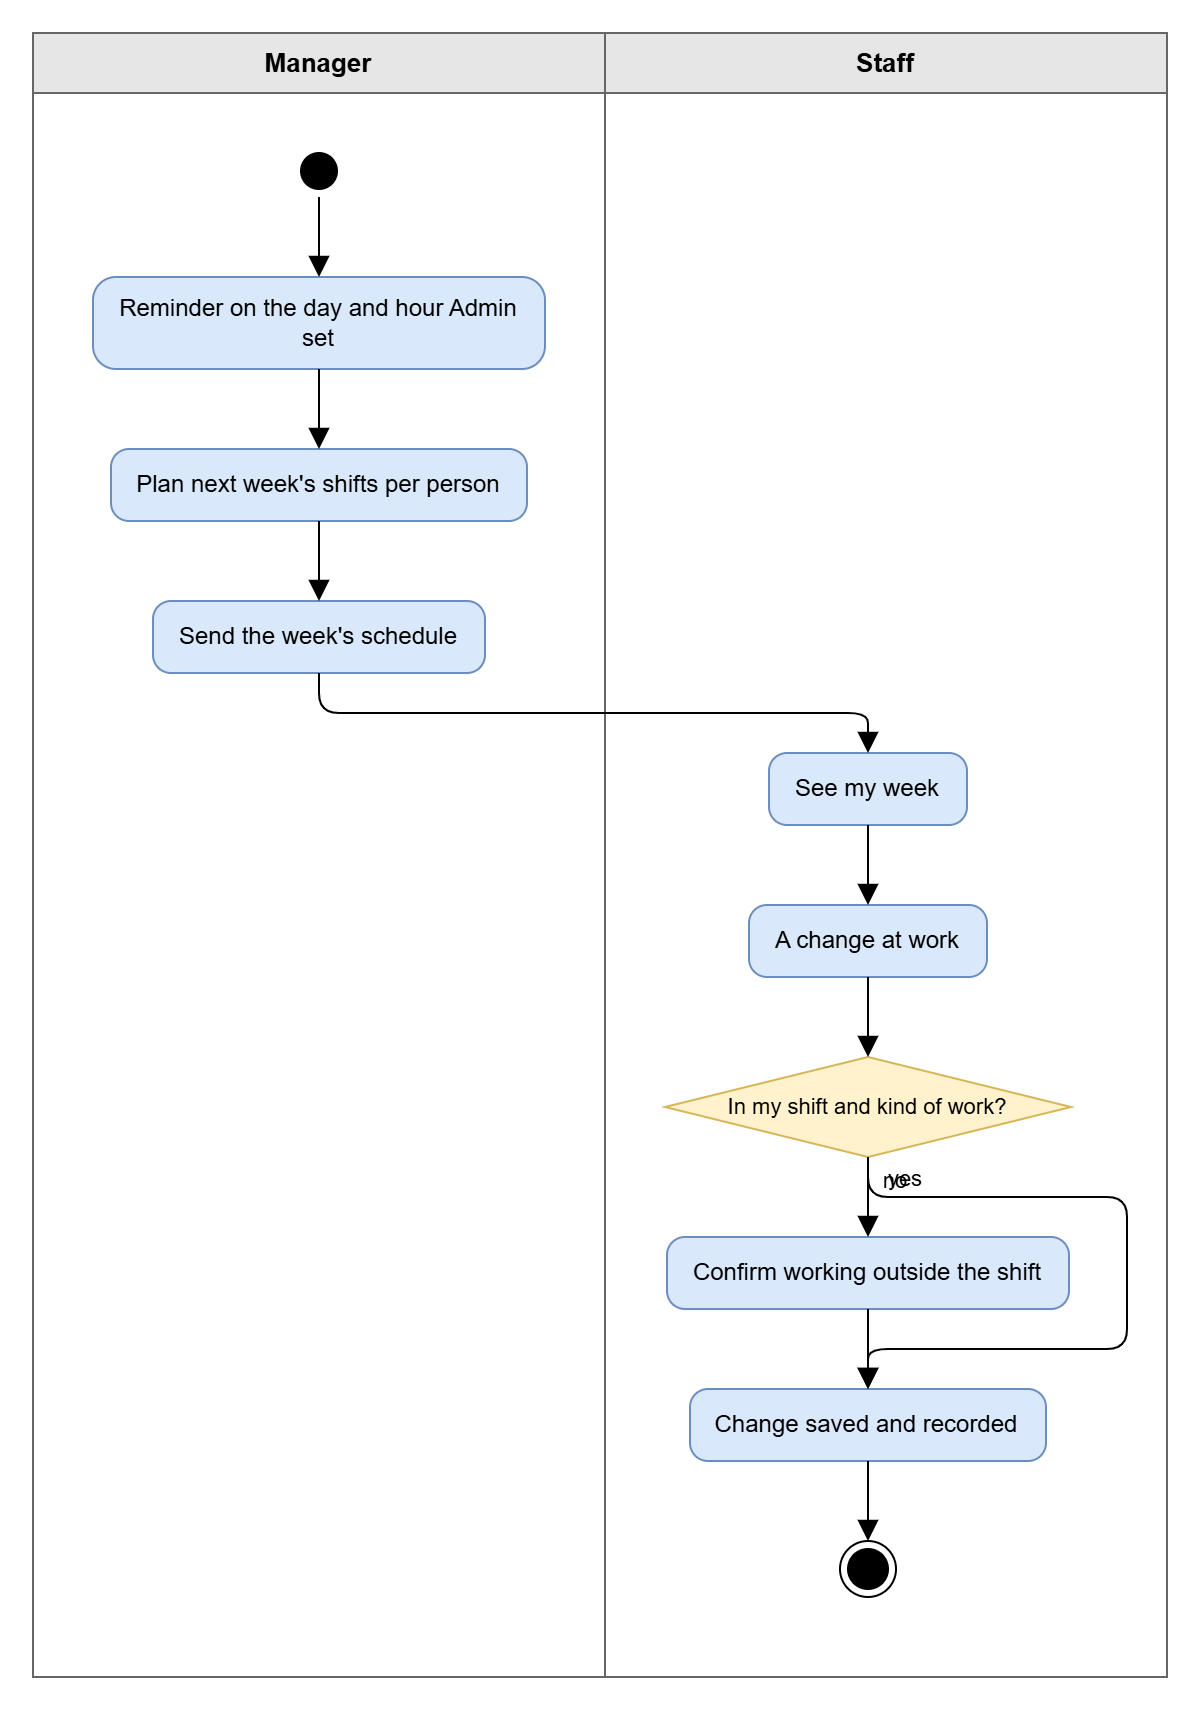 Manager
Staff
Reminder on the day and hour Admin
set
Plan next week's shifts per person
Send the week's schedule
See my week
A change at work
In my shift and kind of work?
no
yes
Confirm working outside the shift
Change saved and recorded